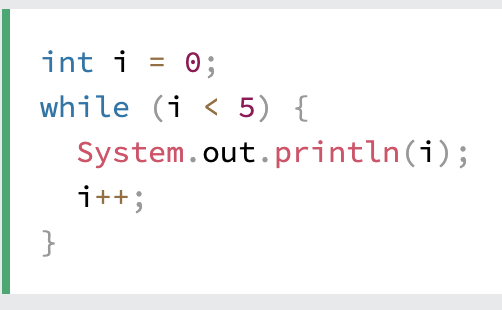 int i = 0;
while (i < 5) {
  System.out.println(i);
  i++;
}